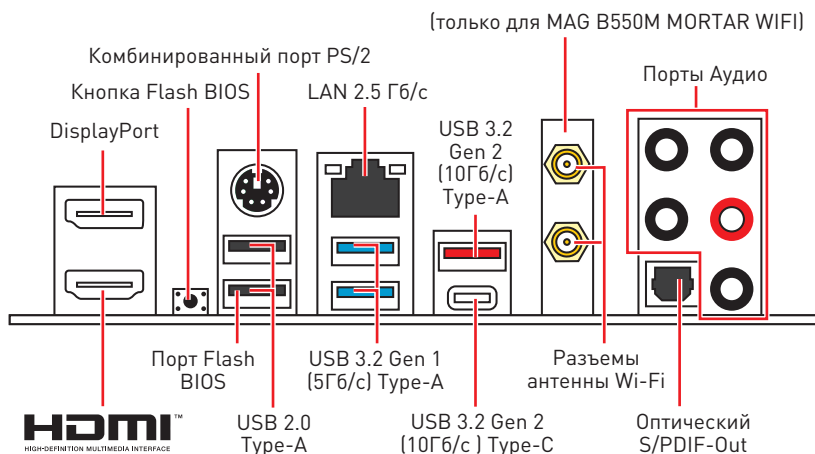 (только для MAG B550M MORTAR WIFI)
Комбинированный порт PS/2
Порты Аудио
Кнопка Flash BIOS
LAN 2.5 Гб/с
DisplayPort
USB 3.2
Gen 2
(10Гб/с)
Type-A
Порт Flash
BIOS
USB 3.2 Gen 1
(5Гб/с) Type-A
Разъемы
антенны Wi-Fi
HDMI™
HIGH-DEFINITION MULTIMEDIA INTERFACE
USB 2.0
Type-A
USB 3.2 Gen 2
(10Гб/с ) Type-C
Оптический
S/PDIF-Out